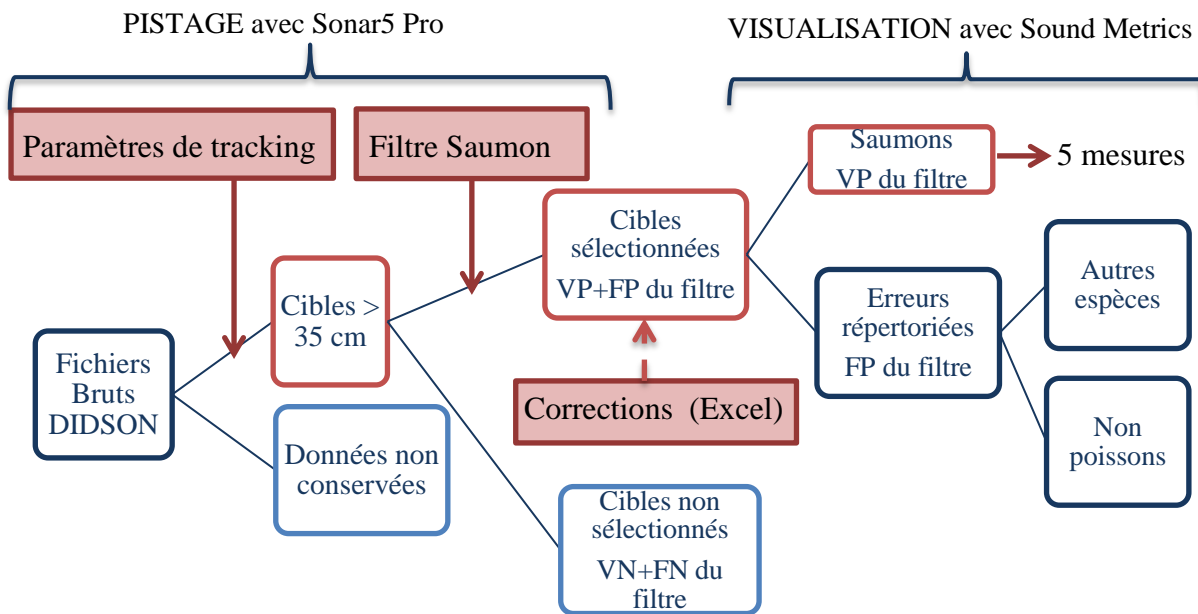 PISTAGE avec Sonar5 Pro
VISUALISATION avec Sound Metrics
Paramètres de tracking
Filtre Saumon
Saumons
VP du filtre
5 mesures
Cibles
sélectionnées
VP+FP du filtre
Cibles >
35 cm
Autres
espèces
Erreurs
répertoriées
FP du filtre
Fichiers
Bruts
DIDSON
Corrections (Excel)
Données non
conservées
Non
poissons
Cibles non
sélectionnés
VN+FN du
filtre